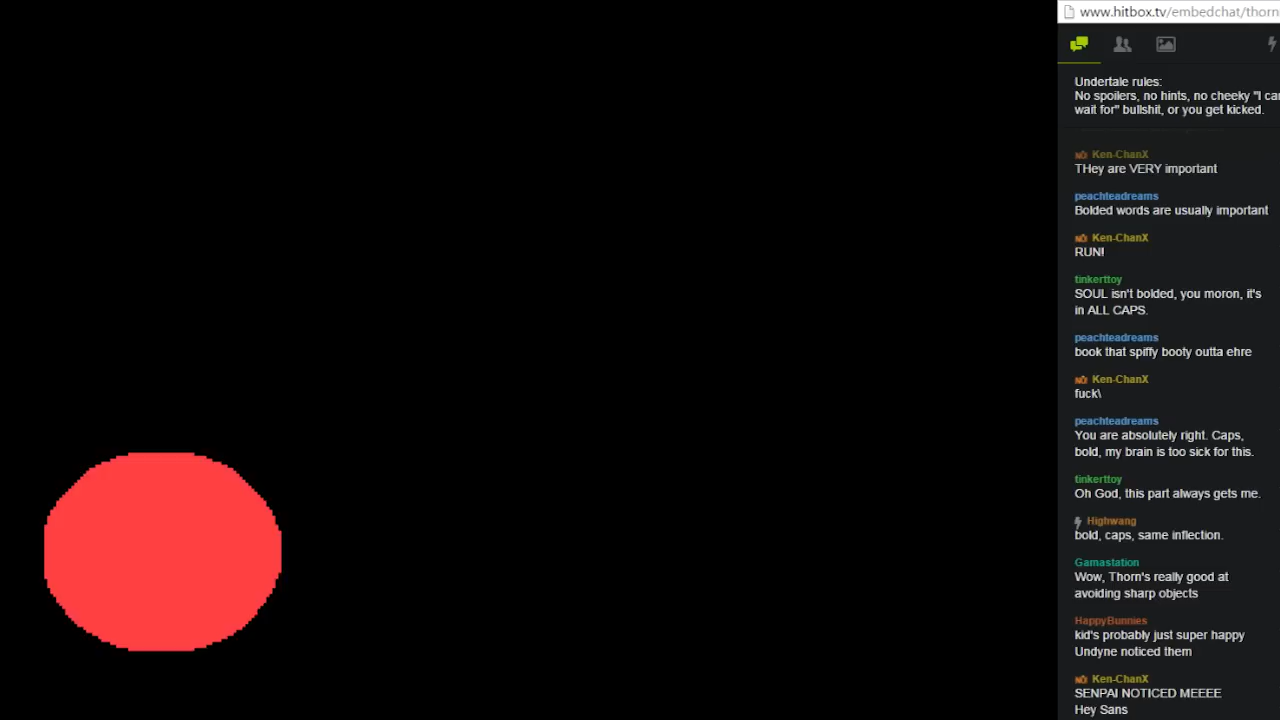 www.hitbox.tv/embedchat/thorn
Undertale rules:
No spoilers, no hints, no cheeky "I can
wait for" bullshit, or you get kicked.
NO! Ken-ChanX
THey are VERY important
peachteadreams
Bolded words are usually important
NO! Ken-ChanX
RUN!
tinkerttoy
SOUL isn't bolded, you moron, it's
in ALL CAPS.
peachteadreams
book that spiffy booty outta ehre
NO! Ken-ChanX
fuck\
peachteadreams
You are absolutely right. Caps,
bold, my brain is too sick for this.
tinkerttoy
Oh God, this part always gets me.
Highwang
bold, caps, same inflection.
Gamastation
Wow, Thorn's really good at
avoiding sharp objects
HappyBunnies
kid's probably just super happy
Undyne noticed them
NO! Ken-ChanX
SENPAI NOTICED MEEEE
Hey Sans